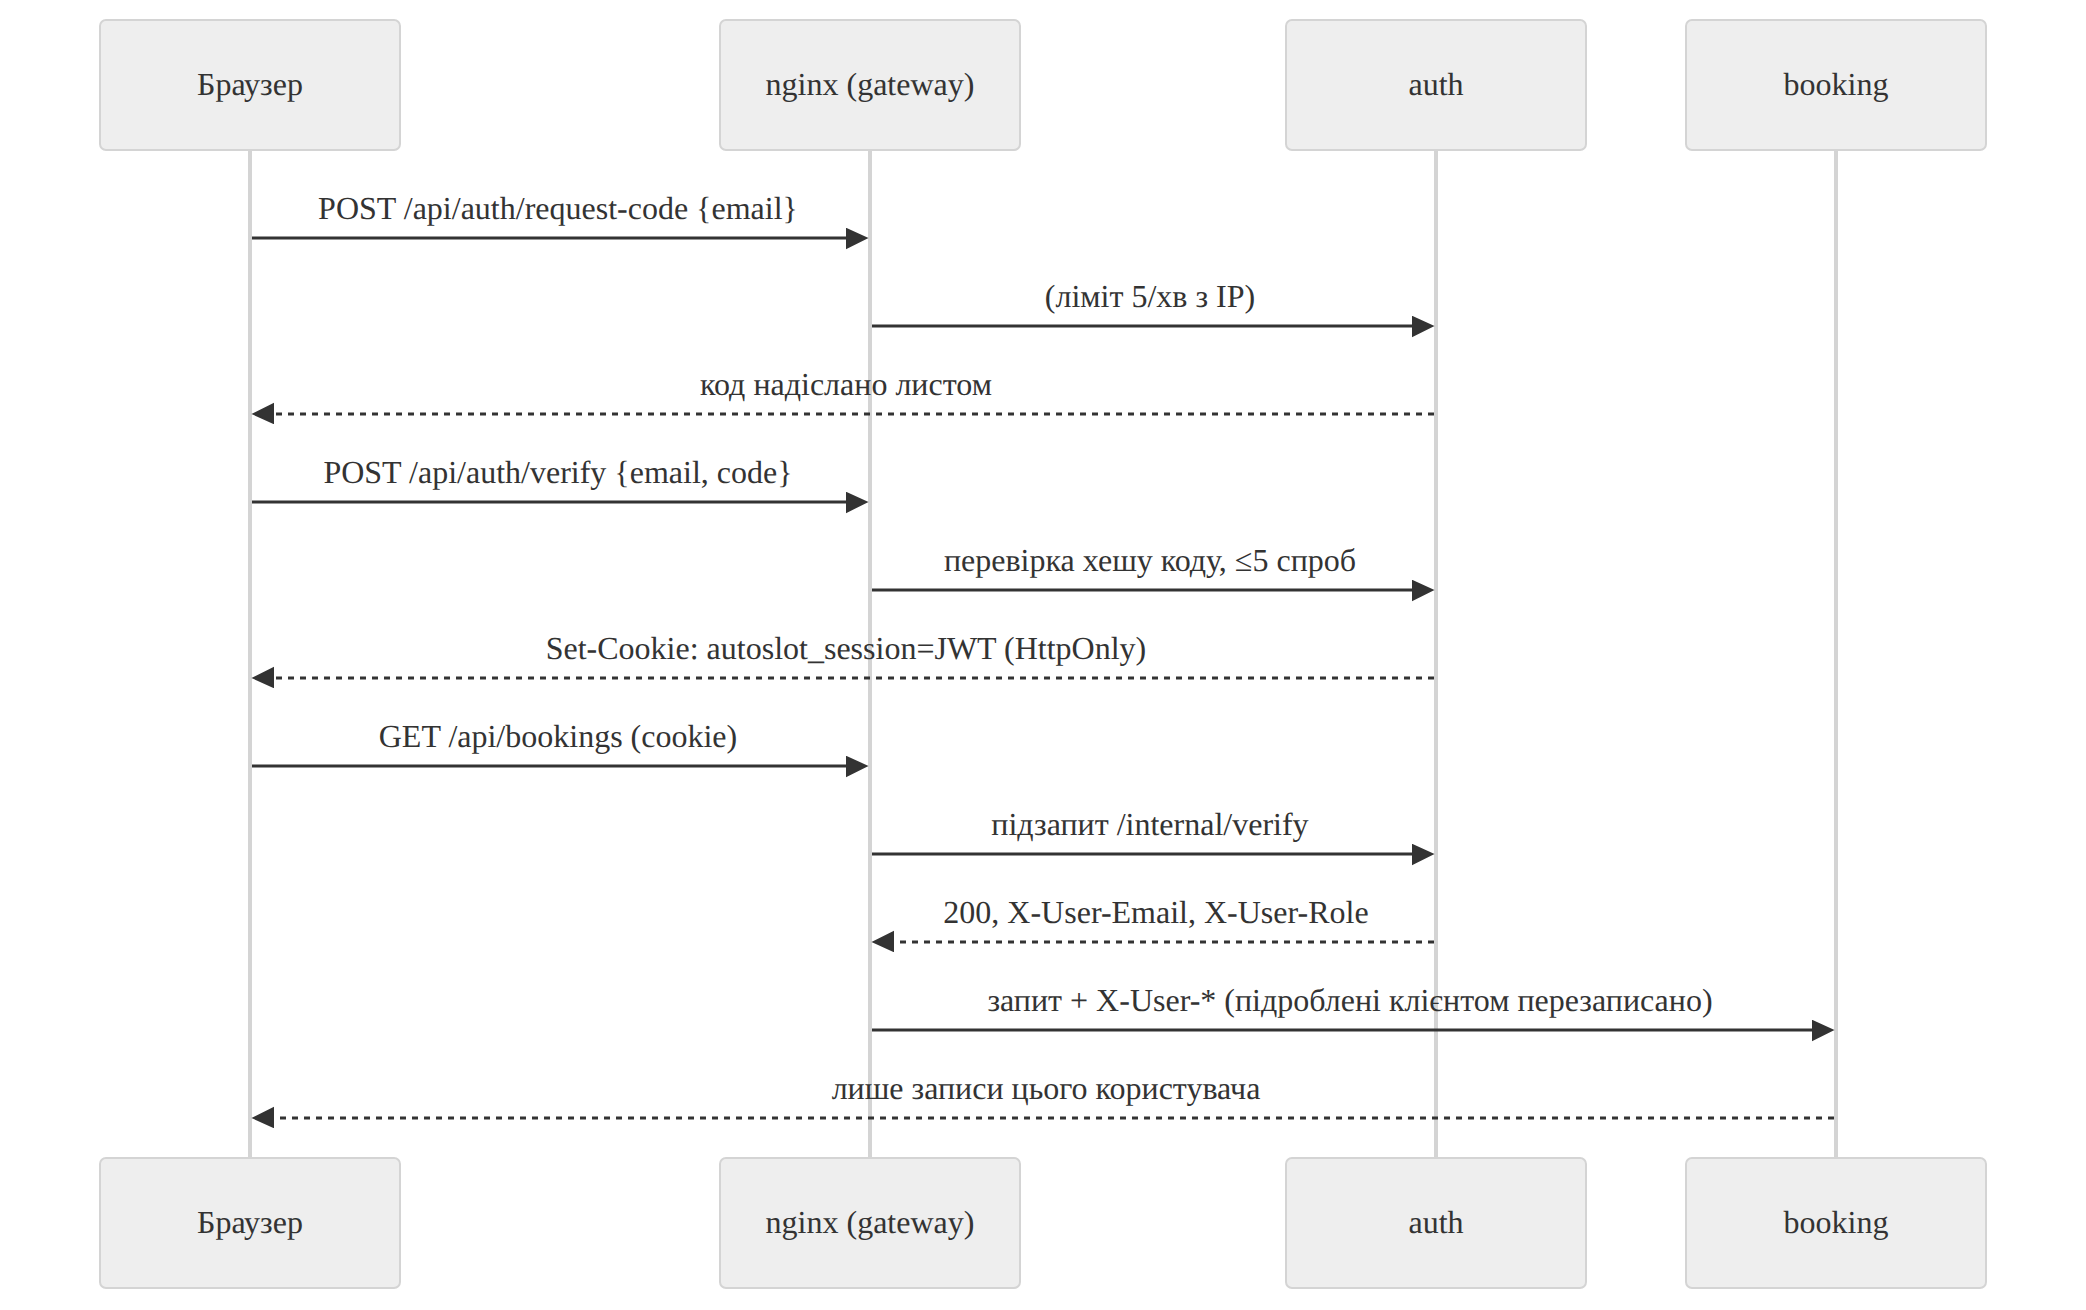 Браузер
nginx (gateway)
auth
booking
POST /api/auth/request-code {email}
(ліміт 5/хв з IP)
код надіслано листом
POST /api/auth/verify {email, code}
перевірка хешу коду, ≤5 спроб
Set-Cookie: autoslot_session=JWT (HttpOnly)
GET /api/bookings (cookie)
підзапит /internal/verify
200, X-User-Email, X-User-Role
запит + X-User-* (підроблені клієнтом перезаписано)
лише записи цього користувача
Браузер
nginx (gateway)
auth
booking